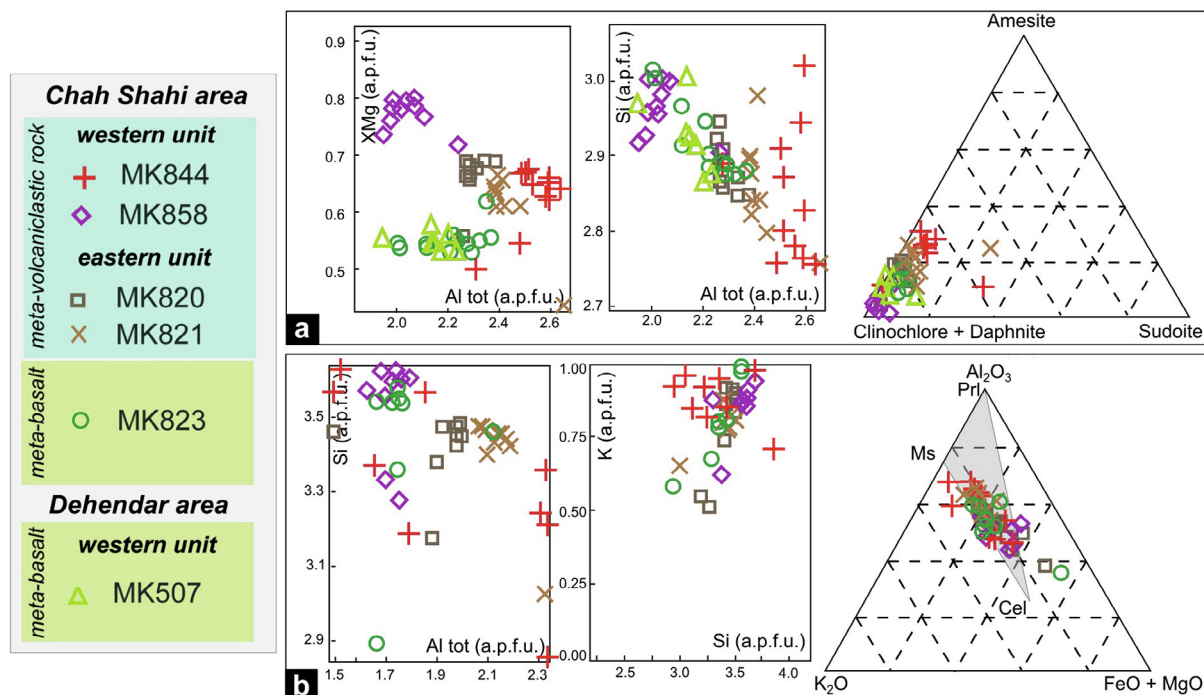 Chah Shahi area
meta-volcaniclastic rock
western unit
MK844
MK858
eastern unit
MK820
MK821
meta-basalt
MK823
Dehendar area
meta-basalt
western unit
MK507
a
XMg (a.p.f.u.)
0.9
0.8
0.7
0.6
0.5
Al tot (a.p.f.u.)
2.0
2.2
2.4
2.6
Si (a.p.f.u.)
3.0
2.9
2.8
2.7
Al tot (a.p.f.u.)
2.0
2.2
2.4
2.6
Amesite
Clinochlore + Daphnite
Sudoite
b
Si (a.p.f.u.)
3.5
3.3
3.1
2.9
Al tot (a.p.f.u.)
1.5
1.7
1.9
2.1
2.3
K (a.p.f.u.)
1.00
0.75
0.50
0.25
0.00
Si (a.p.f.u.)
3.0
3.5
4.0
Al2O3
Prl
Ms
Cel
K2O
FeO + MgO